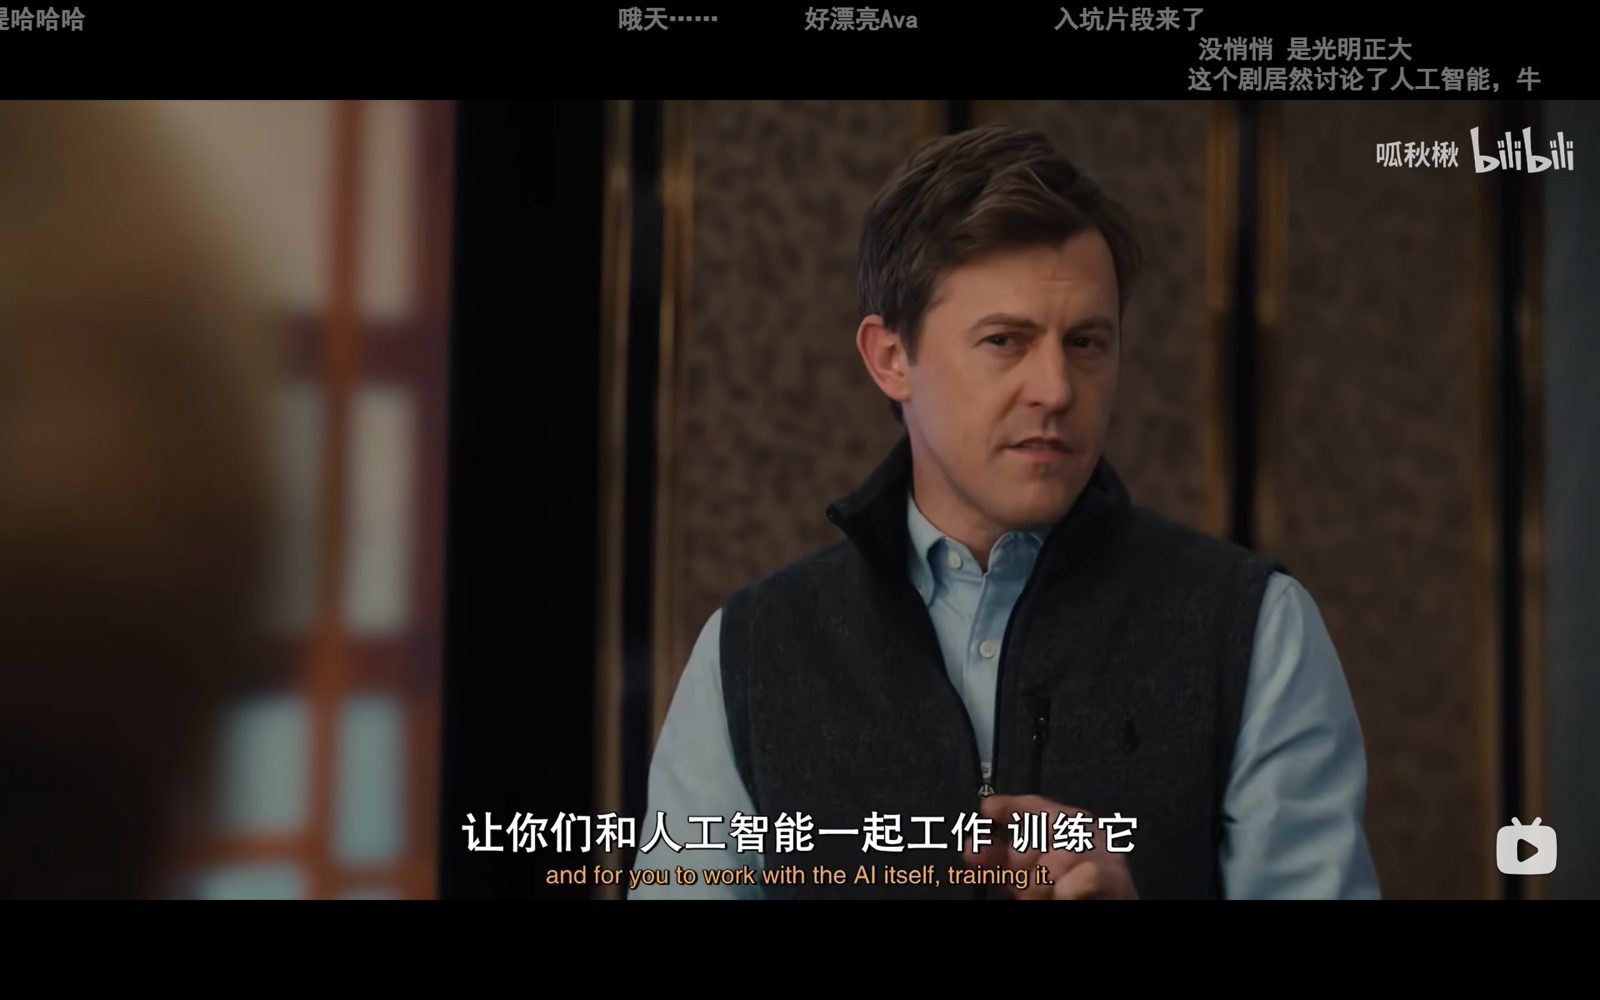 是哈哈哈
哦天⋯⋯
好漂亮Ava
入坑片段来了
没悄悄 是光明正大
这个剧居然讨论了人工智能，牛
呱秋楸 bilibili
让你们和人工智能一起工作 训练它
and for you to work with the AI itself, training it.